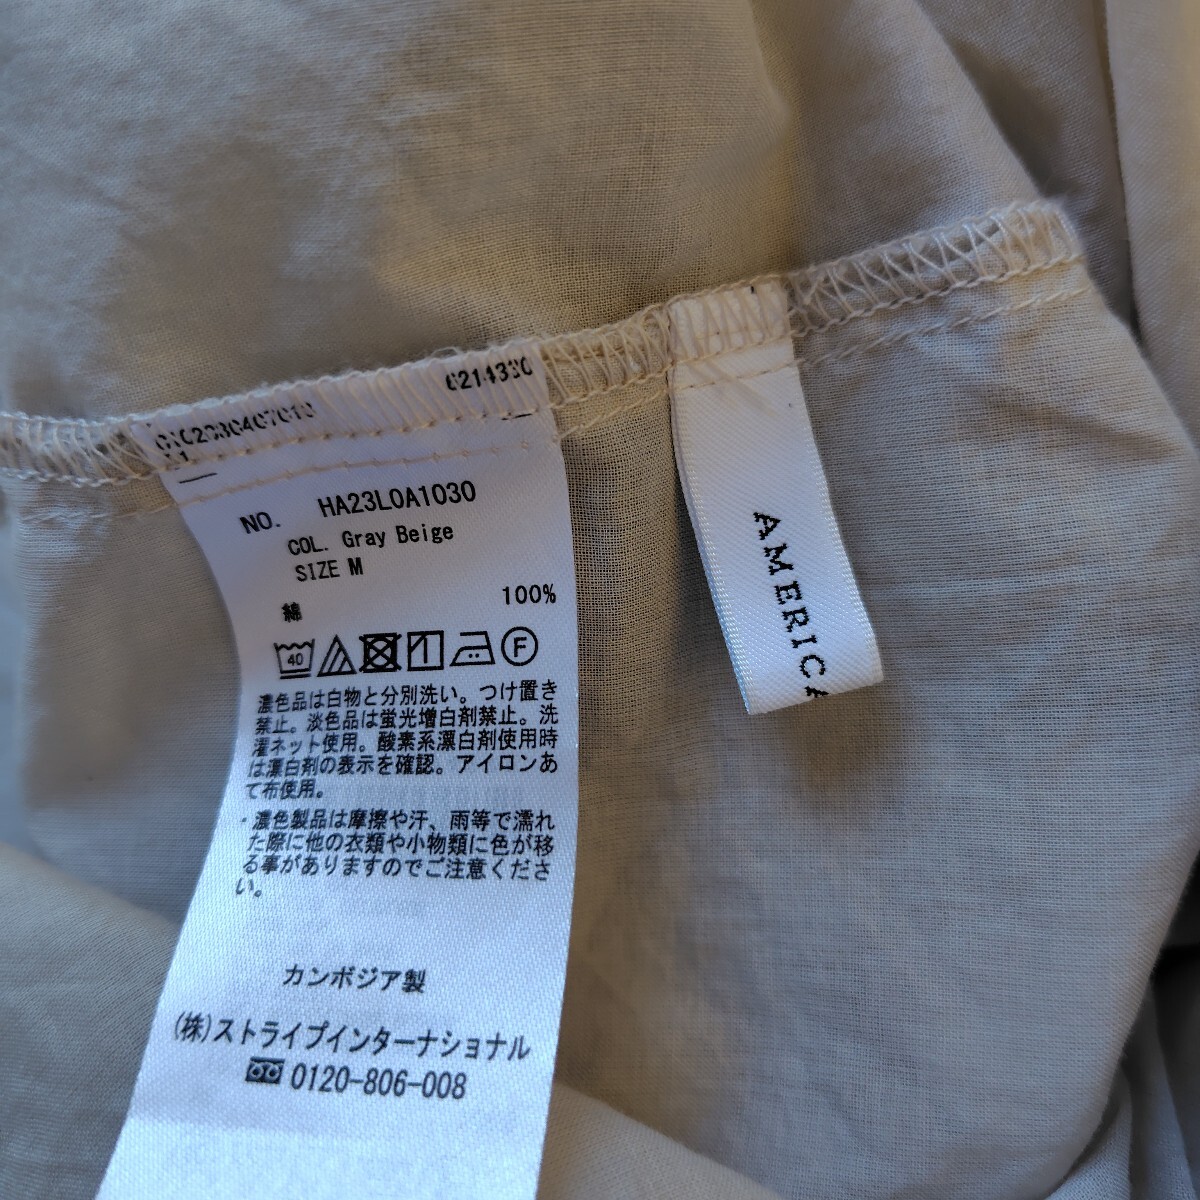 6214330
NO. HA23L0A1030
COL. Gray Beige
SIZE M
綿 100%
40 F
濃色品は白物と分別洗い。つけ置き
禁止。淡色品は蛍光増白剤禁止。洗
濯ネット使用。酸素系漂白剤使用時
は漂白剤の表示を確認。アイロンあ
て布使用。
・濃色製品は摩擦や汗、雨等で濡れ
た際に他の衣類や小物類に色が移
る事がありますのでご注意くださ
い。
カンボジア製
(株)ストライプインターナショナル
0120-806-008
AMERICA